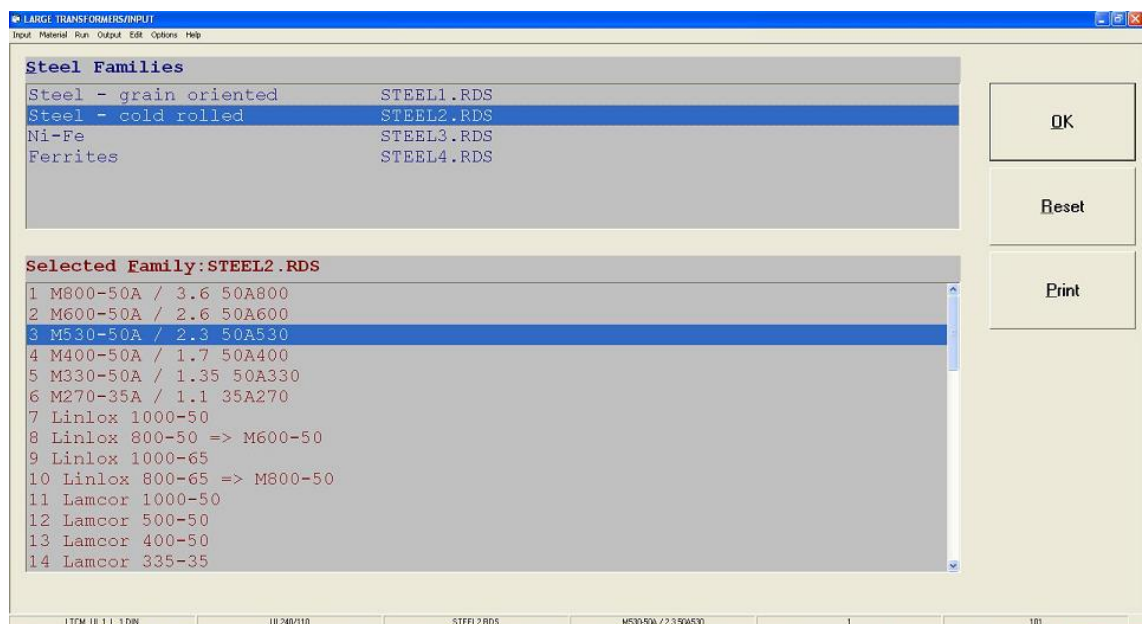 LARGE TRANSFORMERS/INPUT
Input Material Run Output Edit Options Help
Steel Families
Steel - grain oriented STEEL1.RDS
Steel - cold rolled STEEL2.RDS
Ni-Fe STEEL3.RDS
Ferrites STEEL4.RDS
OK
Reset
Print
Selected Family:STEEL2.RDS
1 M800-50A / 3.6 50A800
2 M600-50A / 2.6 50A600
3 M530-50A / 2.3 50A530
4 M400-50A / 1.7 50A400
5 M330-50A / 1.35 50A330
6 M270-35A / 1.1 35A270
7 Linlox 1000-50
8 Linlox 800-50 => M600-50
9 Linlox 1000-65
10 Linlox 800-65 => M800-50
11 Lamcor 1000-50
12 Lamcor 500-50
13 Lamcor 400-50
14 Lamcor 335-35
UI 240/110 STEEL2.RDS M530-50A / 2.3 50A530 1 101